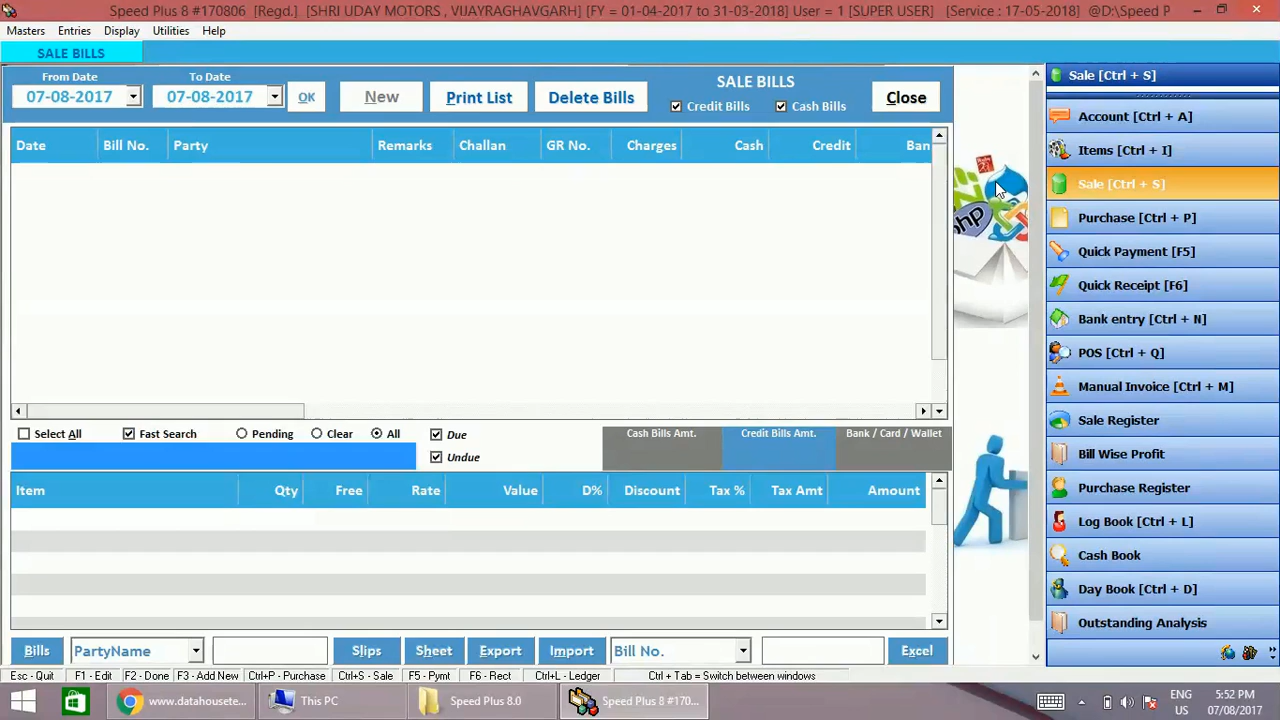 Speed Plus 8 #170806 [Regd.] [SHRI UDAY MOTORS , VIJAYRAGHAVGARH] [FY = 01-04-2017 to 31-03-2018] User = 1 [SUPER USER] [Service : 17-05-2018] @D:\Speed P
Masters Entries Display Utilities Help
SALE BILLS
From Date To Date
07-08-2017 07-08-2017 OK New Print List Delete Bills
SALE BILLS
Credit Bills Cash Bills
Close
Date Bill No. Party Remarks Challan GR No. Charges Cash Credit Ban
php
Select All Fast Search Pending Clear All Due
Undue
Cash Bills Amt. Credit Bills Amt. Bank / Card / Wallet
Item Qty Free Rate Value D% Discount Tax % Tax Amt Amount
Bills PartyName Slips Sheet Export Import Bill No. Excel
Sale [Ctrl + S]
Account [Ctrl + A]
Items [Ctrl + I]
Sale [Ctrl + S]
Purchase [Ctrl + P]
Quick Payment [F5]
Quick Receipt [F6]
Bank entry [Ctrl + N]
POS [Ctrl + Q]
Manual Invoice [Ctrl + M]
Sale Register
Bill Wise Profit
Purchase Register
Log Book [Ctrl + L]
Cash Book
Day Book [Ctrl + D]
Outstanding Analysis
Esc - Quit F1 - Edit F2 - Done F3 - Add New Ctrl+P - Purchase Ctrl+S - Sale F5 - Pymt F6 - Rect Ctrl+L - Ledger Ctrl + Tab = Switch between windows
www.datahousete... This PC Speed Plus 8.0 Speed Plus 8 #170...
ENG
US
5:52 PM
07/08/2017